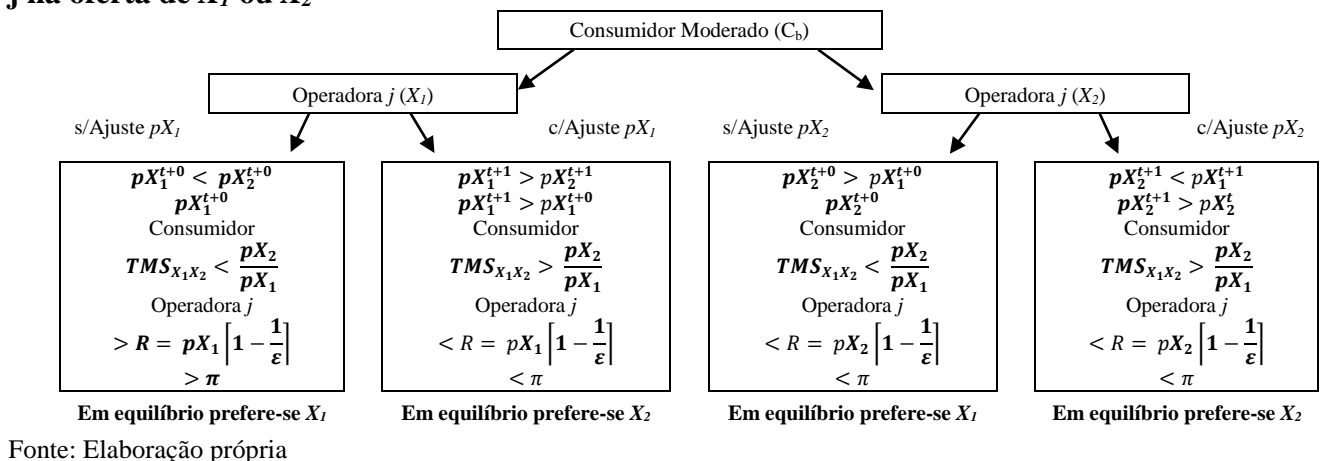 j na oferta de X₁ ou X₂
Consumidor Moderado (C_b)
Operadora j (X₁)
Operadora j (X₂)
s/Ajuste pX₁
c/Ajuste pX₁
s/Ajuste pX₂
c/Ajuste pX₂
pX₁^{t+0} < pX₂^{t+0}
pX₁^{t+0}
Consumidor
TMS_{X₁X₂} < pX₂/pX₁
Operadora j
> R = pX₁ [1 − 1/ε]
> π
Em equilíbrio prefere-se X₁
pX₁^{t+1} > pX₂^{t+1}
pX₁^{t+1} > pX₁^{t+0}
Consumidor
TMS_{X₁X₂} > pX₂/pX₁
Operadora j
< R = pX₁ [1 − 1/ε]
< π
Em equilíbrio prefere-se X₂
pX₂^{t+0} > pX₁^{t+0}
pX₂^{t+0}
Consumidor
TMS_{X₁X₂} < pX₂/pX₁
Operadora j
< R = pX₂ [1 − 1/ε]
< π
Em equilíbrio prefere-se X₁
pX₂^{t+1} < pX₁^{t+1}
pX₂^{t+1} > pX₂^{t}
Consumidor
TMS_{X₁X₂} > pX₂/pX₁
Operadora j
< R = pX₂ [1 − 1/ε]
< π
Em equilíbrio prefere-se X₂
Fonte: Elaboração própria